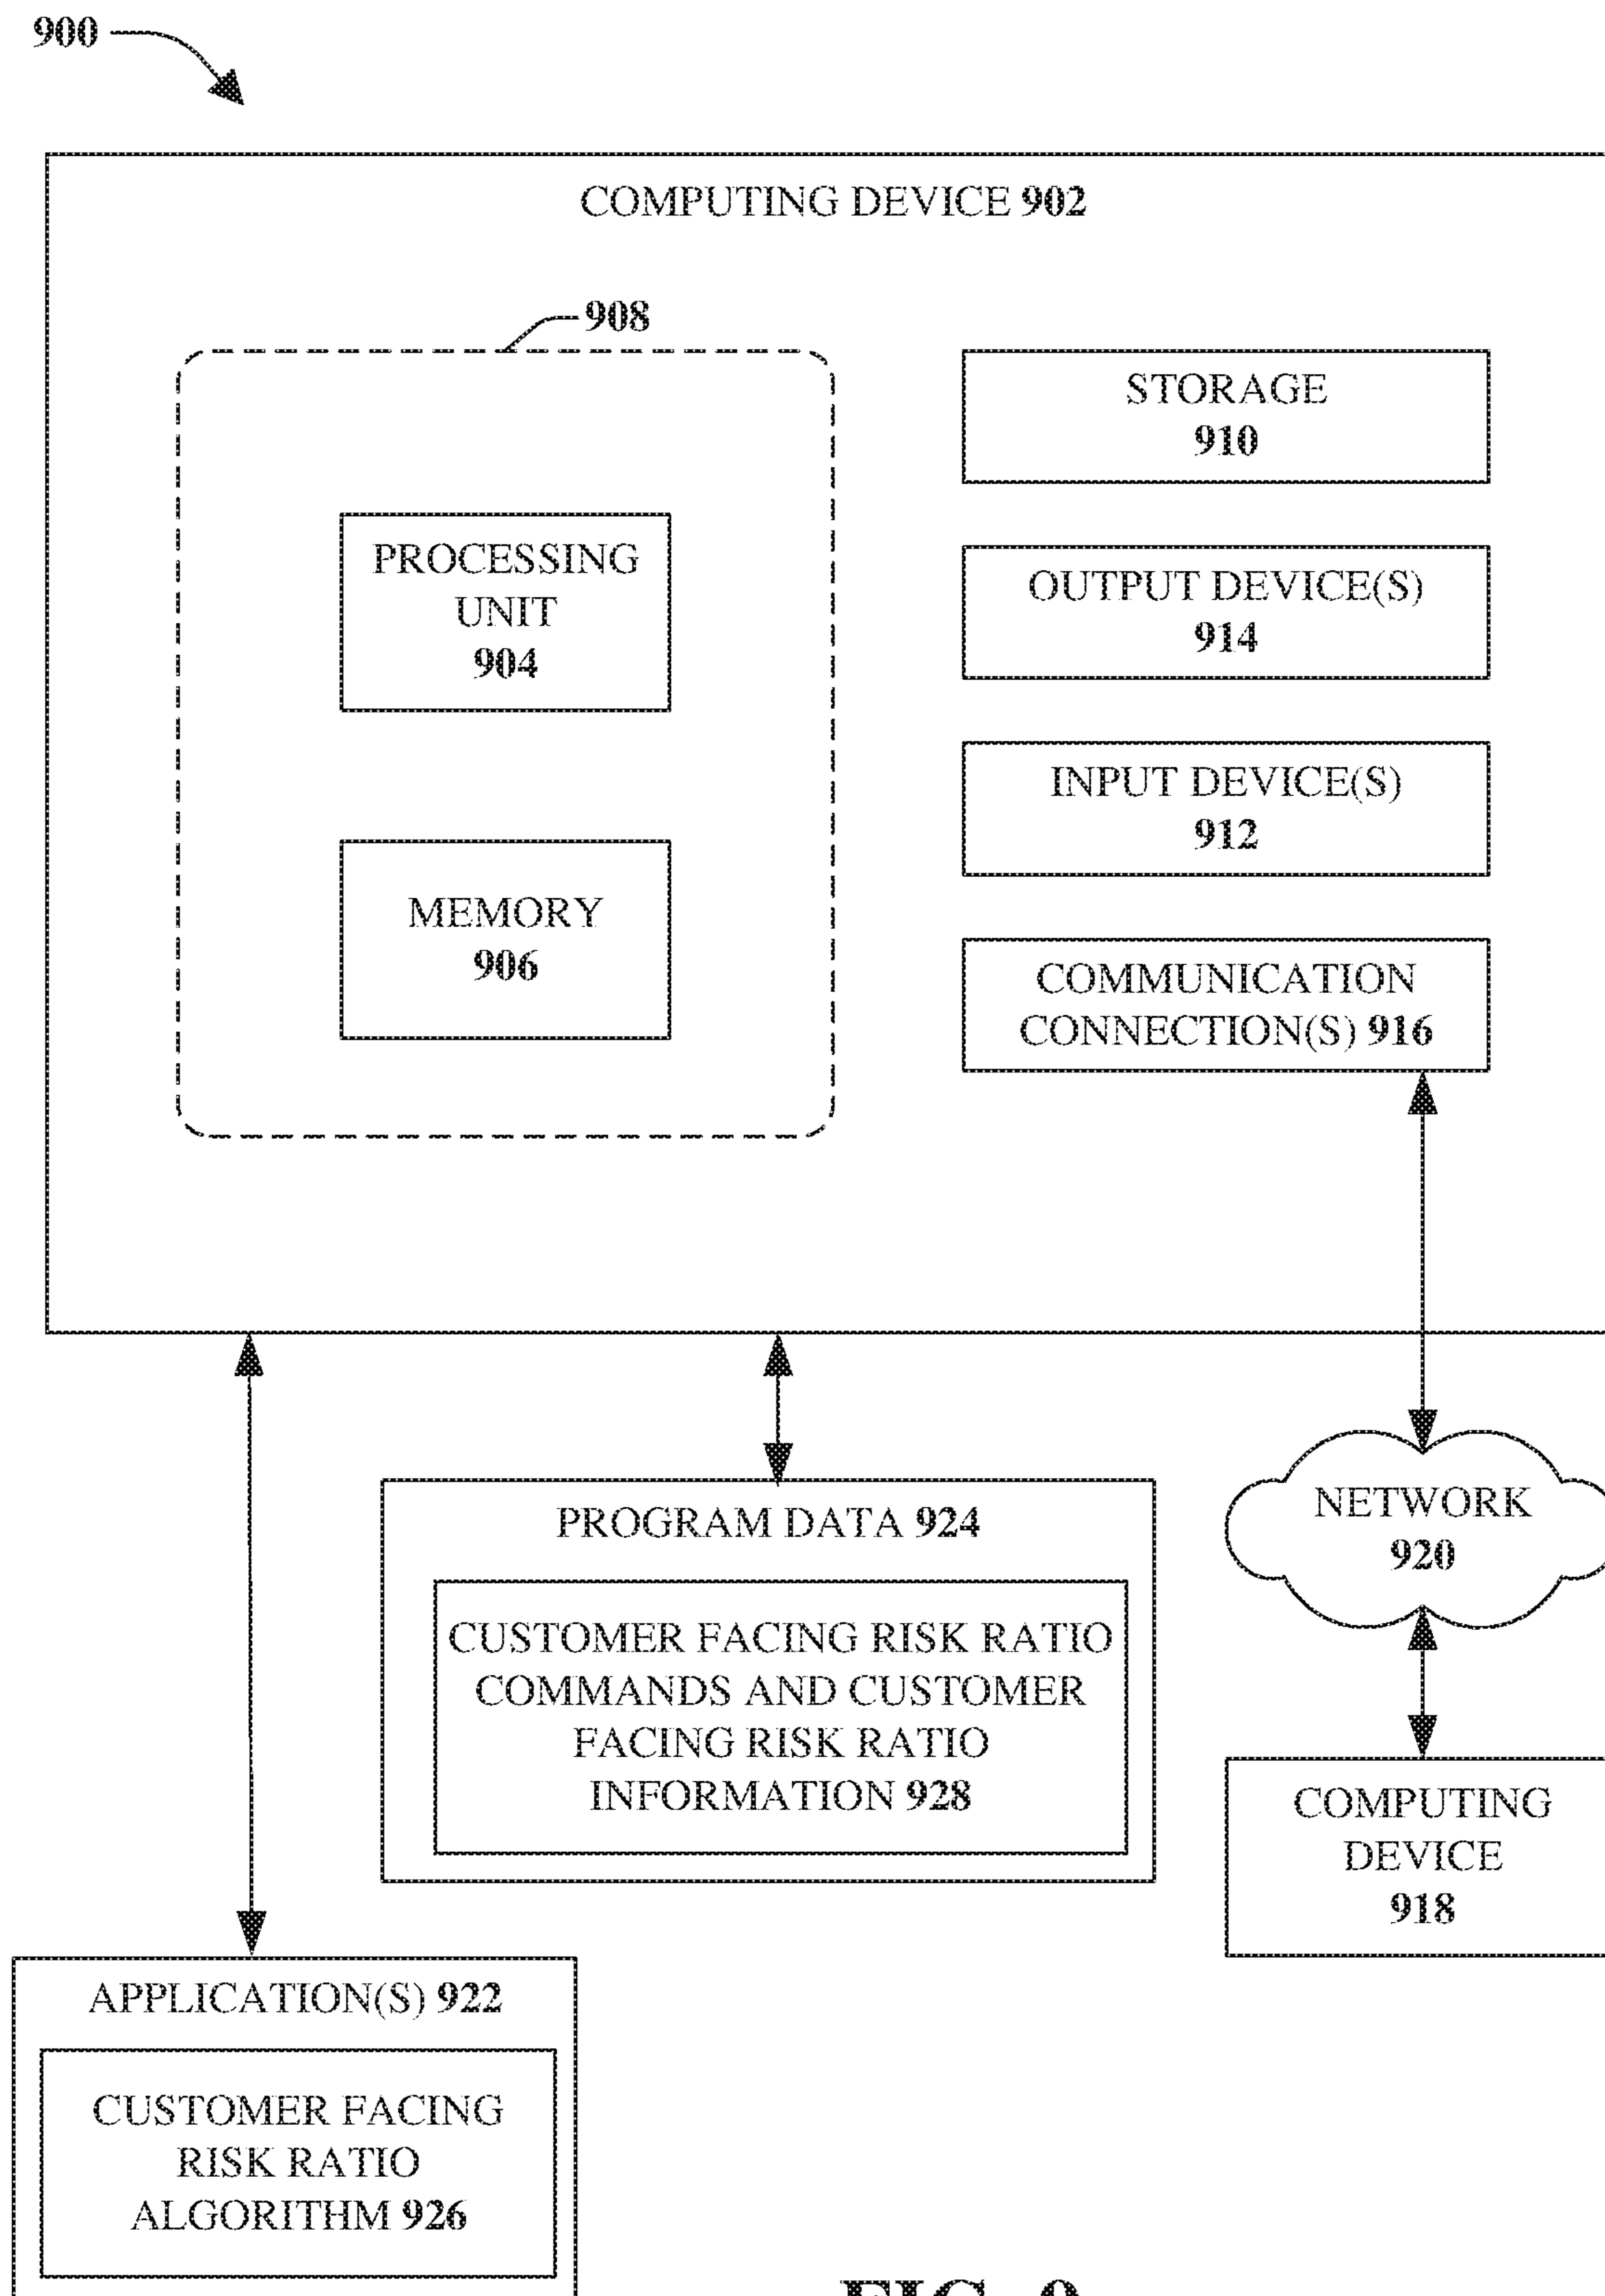 900
COMPUTING DEVICE 902
908
PROCESSING
UNIT
904
MEMORY
906
STORAGE
910
OUTPUT DEVICE(S)
914
INPUT DEVICE(S)
912
COMMUNICATION
CONNECTION(S) 916
PROGRAM DATA 924
CUSTOMER FACING RISK RATIO
COMMANDS AND CUSTOMER
FACING RISK RATIO
INFORMATION 928
NETWORK
920
COMPUTING
DEVICE
918
APPLICATION(S) 922
CUSTOMER FACING
RISK RATIO
ALGORITHM 926
FIG. 9